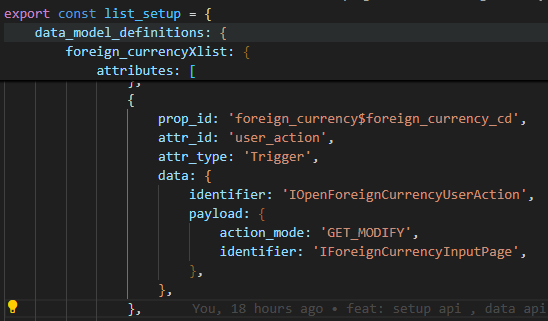 export const list_setup = {
data_model_definitions: {
foreign_currencyXlist: {
attributes: [
},
{
prop_id: 'foreign_currency$foreign_currency_cd',
attr_id: 'user_action',
attr_type: 'Trigger',
data: {
identifier: 'IOpenForeignCurrencyUserAction',
payload: {
action_mode: 'GET_MODIFY',
identifier: 'IForeignCurrencyInputPage',
},
},
}, You, 18 hours ago • feat: setup api , data api